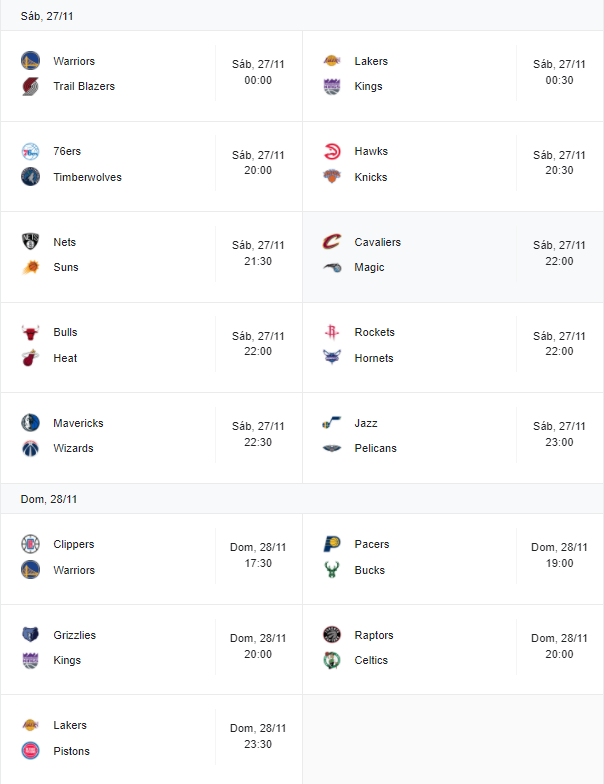 Sáb, 27/11
Warriors
Trail Blazers
Sáb, 27/11
00:00
Lakers
Kings
Sáb, 27/11
00:30
76ers
Timberwolves
Sáb, 27/11
20:00
Hawks
Knicks
Sáb, 27/11
20:30
Nets
Suns
Sáb, 27/11
21:30
Cavaliers
Magic
Sáb, 27/11
22:00
Bulls
Heat
Sáb, 27/11
22:00
Rockets
Hornets
Sáb, 27/11
22:00
Mavericks
Wizards
Sáb, 27/11
22:30
Jazz
Pelicans
Sáb, 27/11
23:00
Dom, 28/11
Clippers
Warriors
Dom, 28/11
17:30
Pacers
Bucks
Dom, 28/11
19:00
Grizzlies
Kings
Dom, 28/11
20:00
Raptors
Celtics
Dom, 28/11
20:00
Lakers
Pistons
Dom, 28/11
23:30